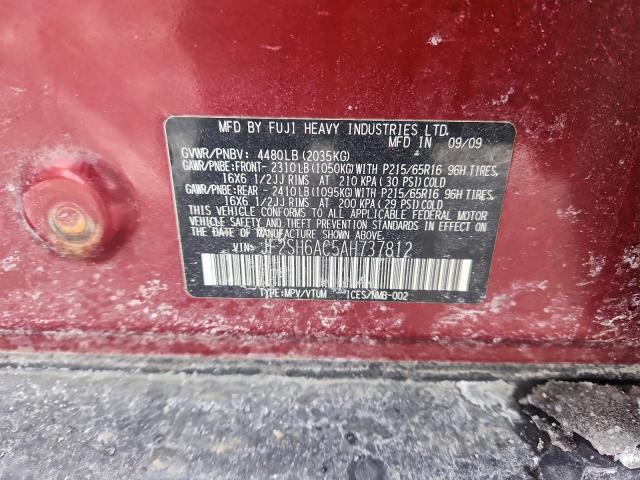 MFD BY FUJI HEAVY INDUSTRIES LTD.
MFD IN 09/09
GVWR/PNBV: 4480LB(2035KG)
GAWR/PNBE:FRONT- 2310LB(1050KG)WITH P215/65R16 96H TIRES,
16X6 1/2JJ RIMS AT 210 KPA (30 PSI)COLD
GAWR/PNBE:REAR - 2410LB(1095KG)WITH P215/65R16 96H TIRES,
16X6 1/2JJ RIMS AT 200 KPA (29 PSI)COLD
THIS VEHICLE CONFORMS TO ALL APPLICABLE FEDERAL MOTOR
VEHICLE SAFETY AND THEFT PREVENTION STANDARDS
IN EFFECT ON THE DATE OF
MANUFACTURE SHOWN ABOVE.
VIN: JF2SH6AC5AH737812
TYPE:MPV/VTUM ICES/NMB-002